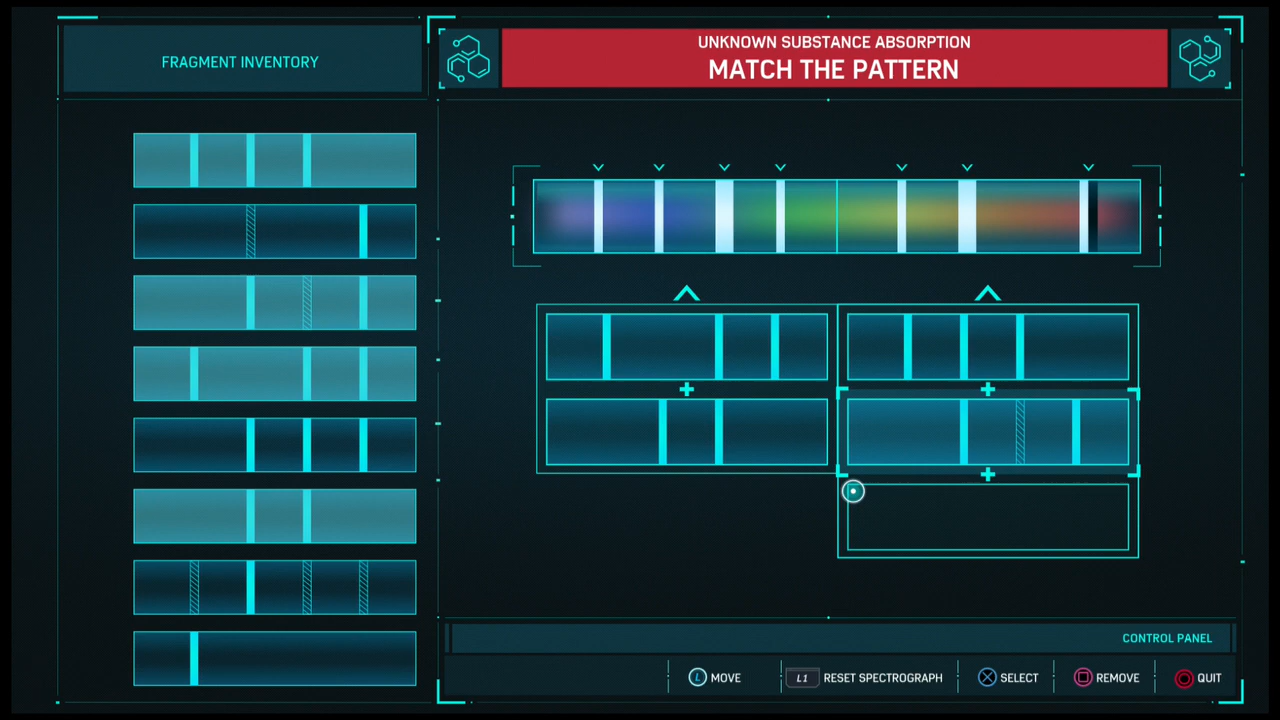 FRAGMENT INVENTORY
UNKNOWN SUBSTANCE ABSORPTION
MATCH THE PATTERN
CONTROL PANEL
L MOVE
L1 RESET SPECTROGRAPH
SELECT
REMOVE
QUIT